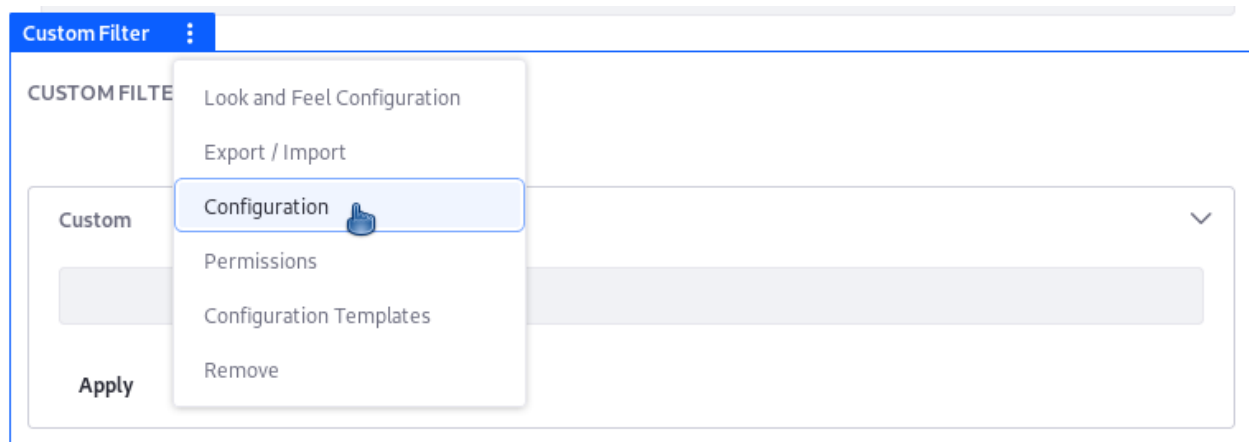 Custom Filter
CUSTOM FILTE
Look and Feel Configuration
Export / Import
Configuration
Custom
Permissions
Configuration Templates
Remove
Apply